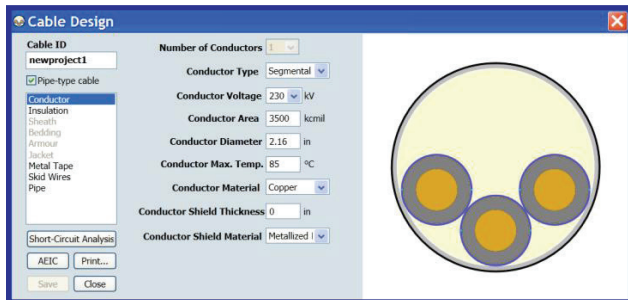 Cable Design
Cable ID
newproject1
Pipe-type cable
Conductor
Insulation
Sheath
Bedding
Armour
Jacket
Metal Tape
Skid Wires
Pipe
Short-Circuit Analysis
AEIC Print...
Save Close
Number of Conductors 1
Conductor Type Segmental
Conductor Voltage 230 kV
Conductor Area 3500 kcmil
Conductor Diameter 2.16 in
Conductor Max. Temp. 85 °C
Conductor Material Copper
Conductor Shield Thickness 0 in
Conductor Shield Material Metallized